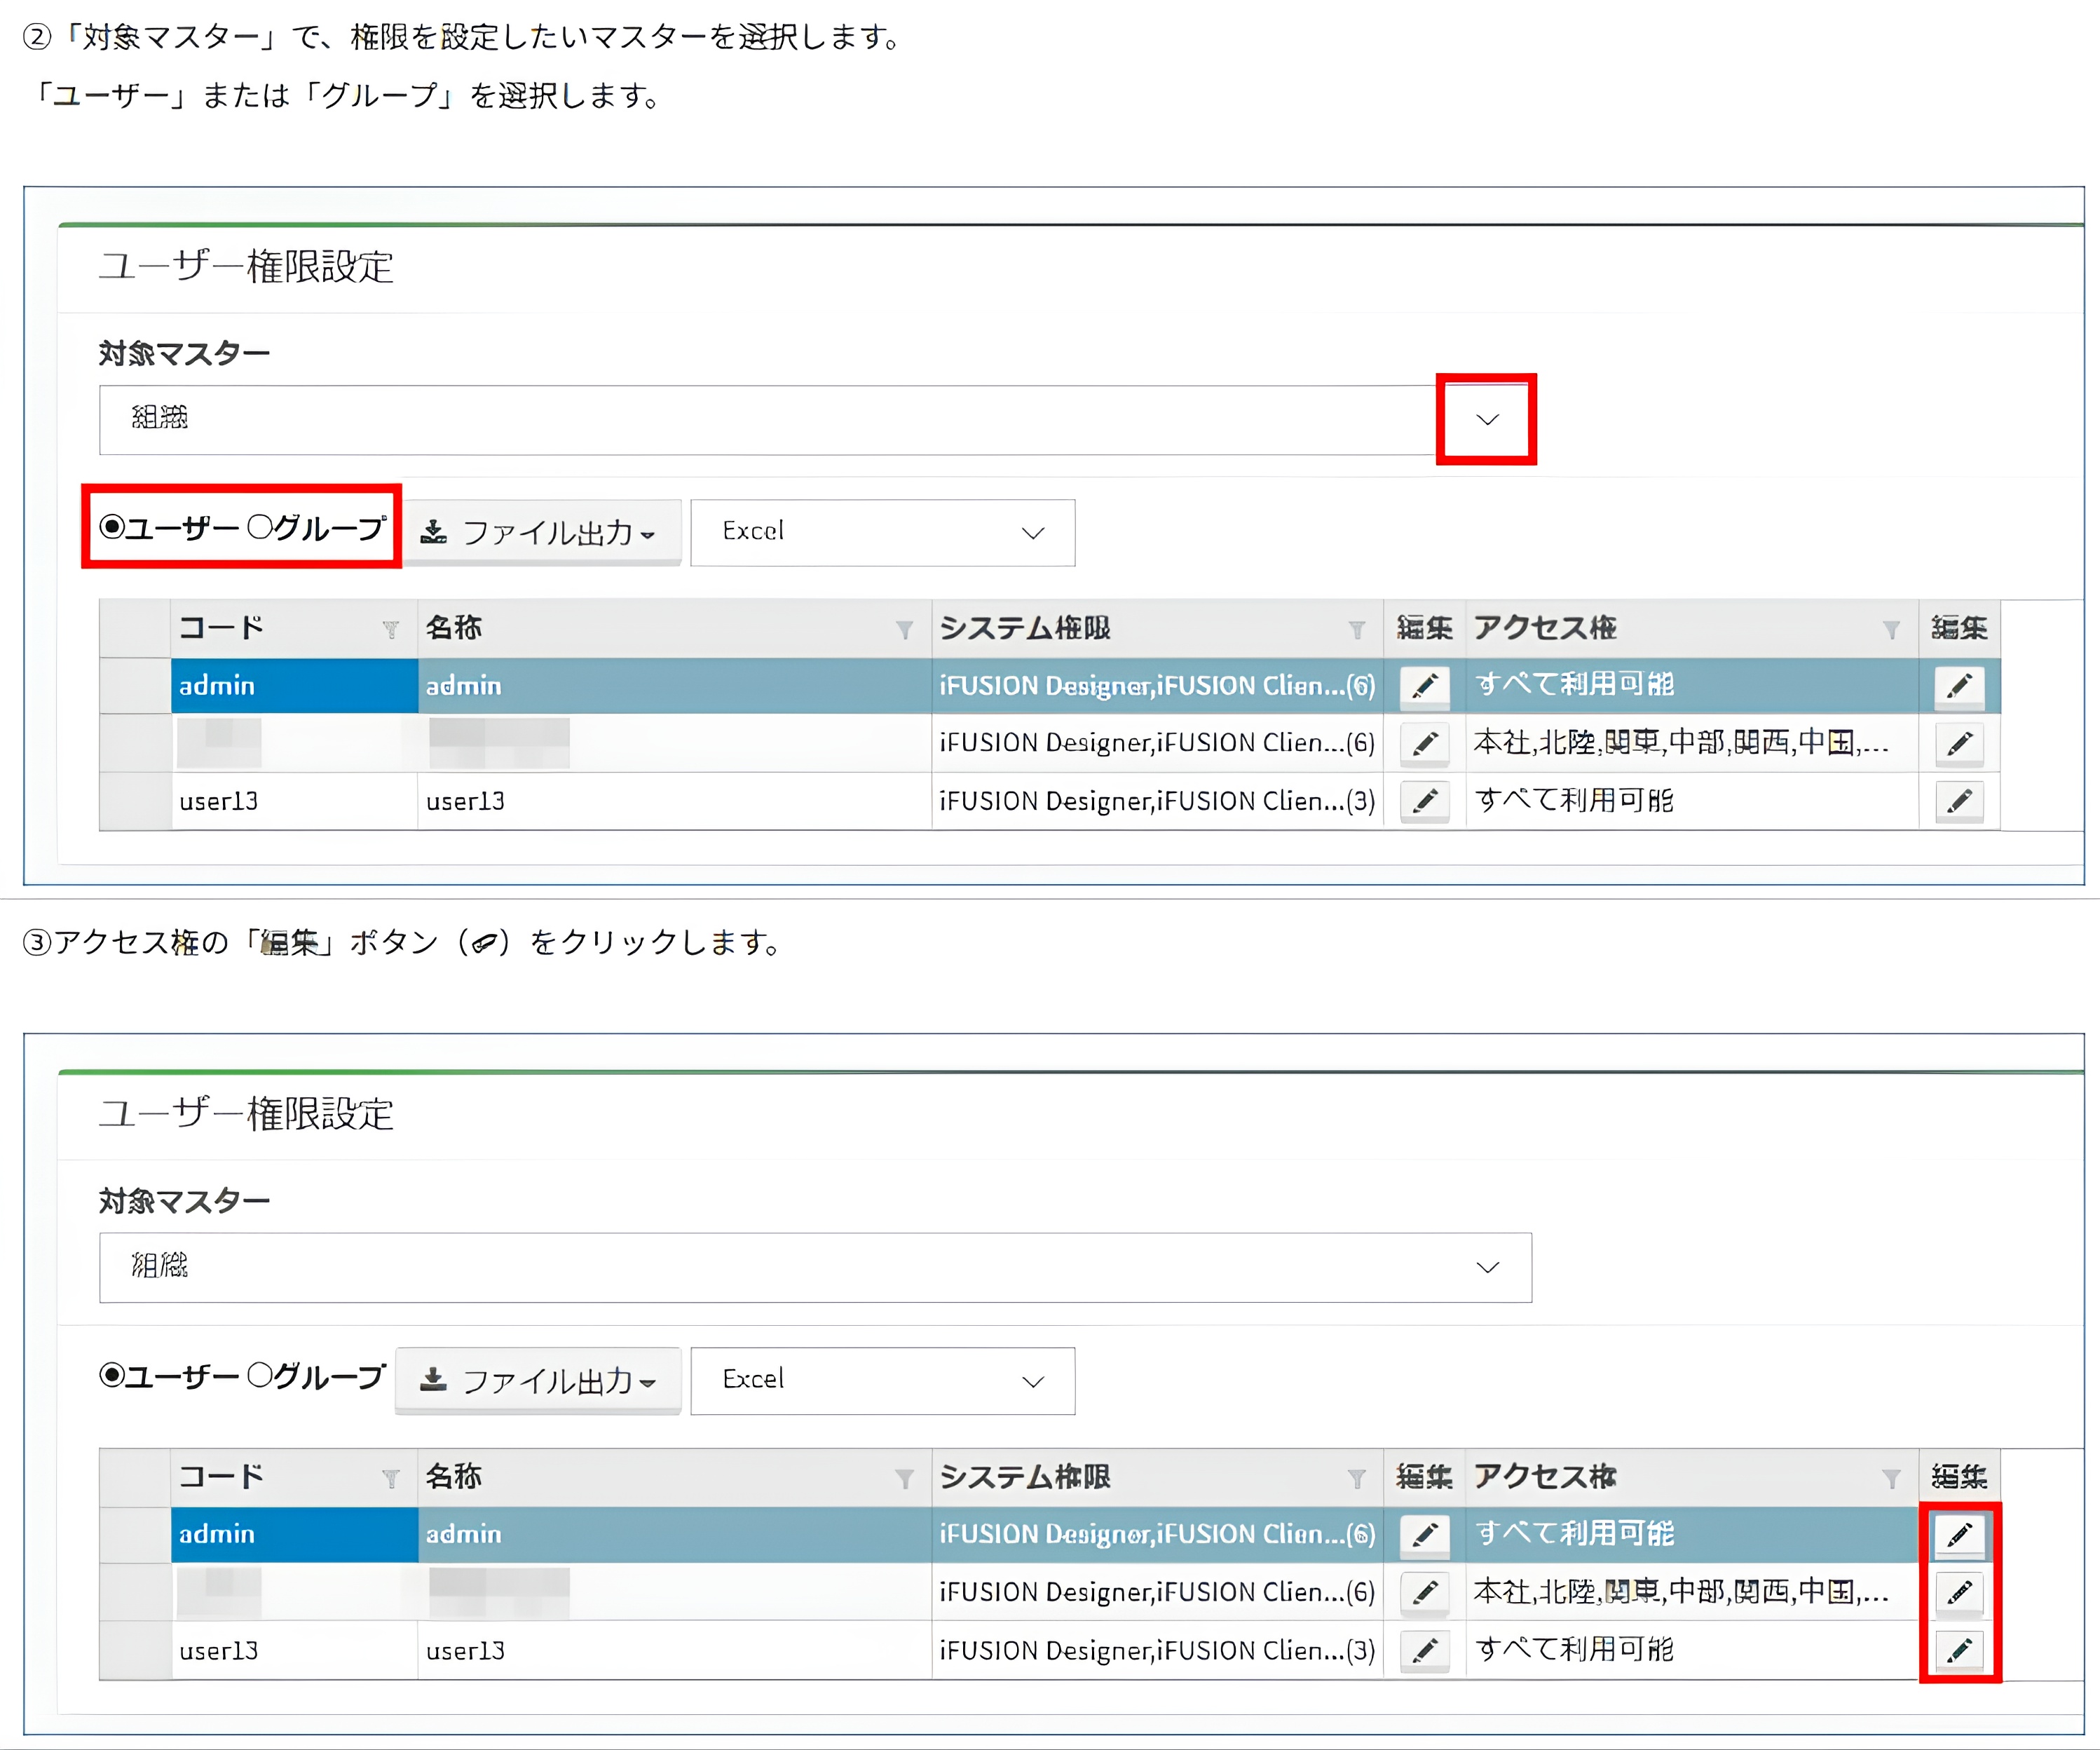 ②「対象マスター」で、権限を設定したいマスターを選択します。
「ユーザー」または「グループ」を選択します。
ユーザー権限設定
対象マスター
組織
ユーザー グループ ファイル出力 Excel
コード 名称 システム権限 編集 アクセス権 編集
admin admin iFUSION Designer,iFUSION Clien...(6) すべて利用可能
iFUSION Designer,iFUSION Clien...(6) 本社,北陸,関東,中部,関西,中国,...
user13 user13 iFUSION Designer,iFUSION Clien...(3) すべて利用可能
③アクセス権の「編集」ボタン（）をクリックします。
ユーザー権限設定
対象マスター
組織
ユーザー グループ ファイル出力 Excel
コード 名称 システム権限 編集 アクセス権 編集
admin admin iFUSION Designer,iFUSION Clien...(6) すべて利用可能
iFUSION Designer,iFUSION Clien...(6) 本社,北陸,関東,中部,関西,中国,...
user13 user13 iFUSION Designer,iFUSION Clien...(3) すべて利用可能